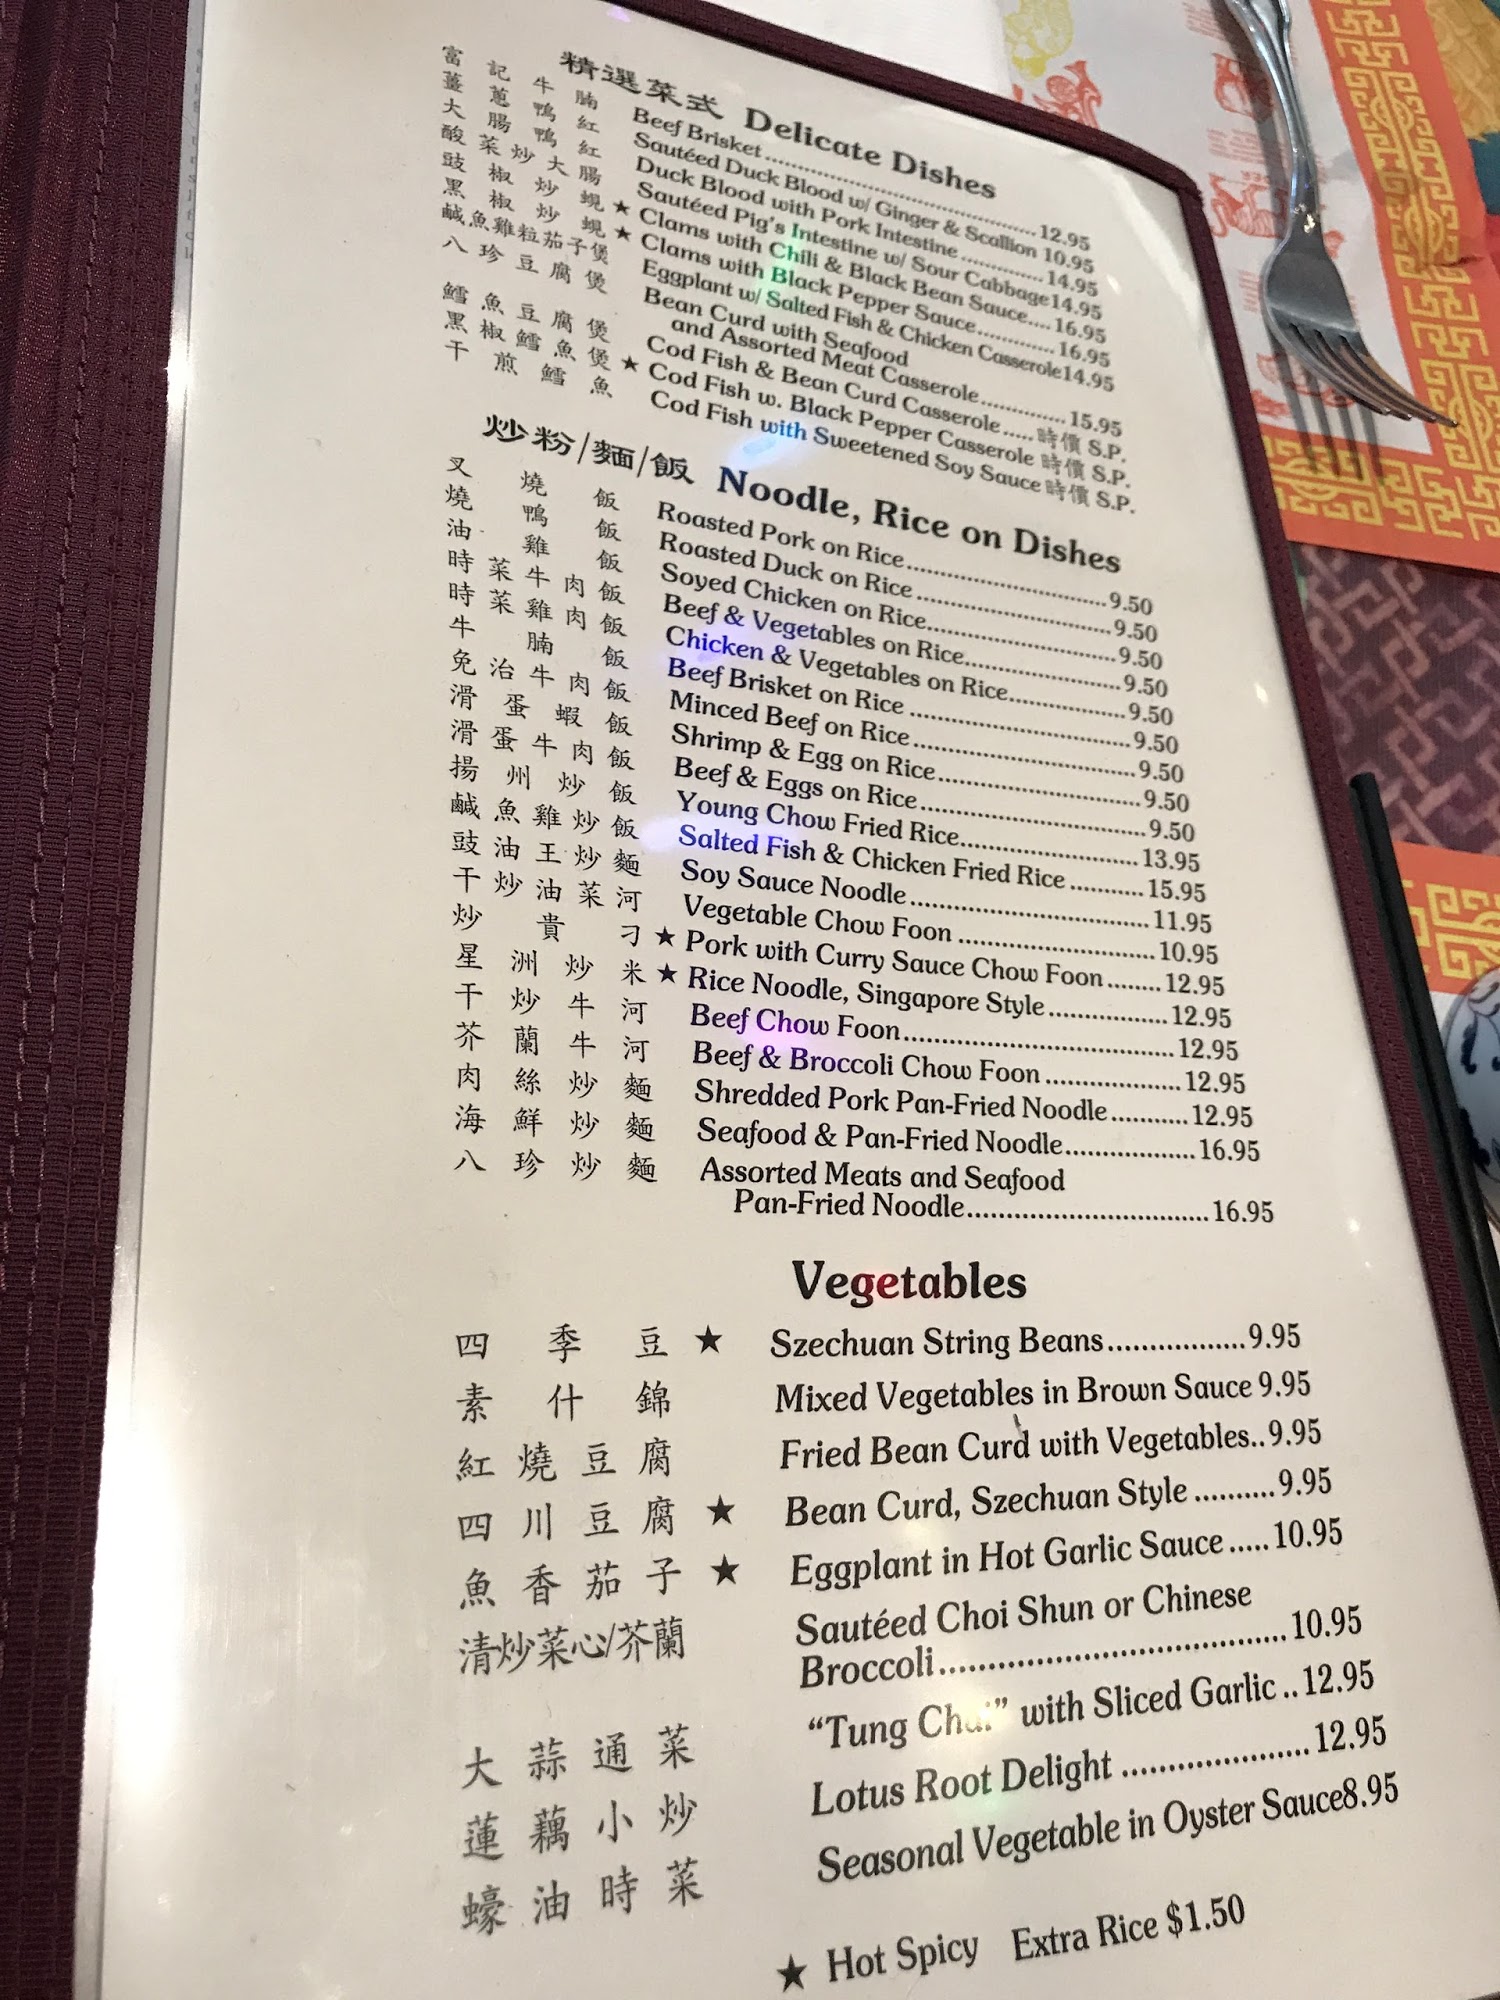 精選菜式 Delicate Dishes
富記牛腩 Beef Brisket 12.95
薑蔥鴨紅 Sautéed Duck Blood w/ Ginger & Scallion 10.95
大腸鴨紅 Duck Blood with Pork Intestine 14.95
酸菜炒大腸 Sautéed Pig's Intestine w/ Sour Cabbage 14.95
豉椒炒蜆 ★ Clams with Chili & Black Bean Sauce.... 16.95
黑椒炒蜆 ★ Clams with Black Pepper Sauce 16.95
鹹魚雞粒茄子煲 Eggplant w/ Salted Fish & Chicken Casserole 14.95
八珍豆腐煲 Bean Curd with Seafood
and Assorted Meat Casserole 15.95
鱈魚豆腐煲 Cod Fish & Bean Curd Casserole ..... 時價 S.P.
黑椒鱈魚煲 ★ Cod Fish w. Black Pepper Casserole 時價 S.P.
干煎鱈魚 Cod Fish with Sweetened Soy Sauce 時價 S.P.
炒粉/麵/飯 Noodle, Rice on Dishes
叉燒飯 Roasted Pork on Rice 9.50
燒鴨飯 Roasted Duck on Rice 9.50
油雞飯 Soyed Chicken on Rice 9.50
時菜牛肉飯 Beef & Vegetables on Rice 9.50
時菜雞肉飯 Chicken & Vegetables on Rice 9.50
牛腩飯 Beef Brisket on Rice 9.50
免治牛肉飯 Minced Beef on Rice 9.50
滑蛋蝦飯 Shrimp & Egg on Rice 9.50
滑蛋牛肉飯 Beef & Eggs on Rice 9.50
揚州炒飯 Young Chow Fried Rice 13.95
鹹魚雞炒飯 Salted Fish & Chicken Fried Rice 15.95
豉油王炒麵 Soy Sauce Noodle 11.95
干炒油菜河 Vegetable Chow Foon 10.95
炒貴刁 ★ Pork with Curry Sauce Chow Foon 12.95
星洲炒米 ★ Rice Noodle, Singapore Style 12.95
干炒牛河 Beef Chow Foon 12.95
芥蘭牛河 Beef & Broccoli Chow Foon 12.95
肉絲炒麵 Shredded Pork Pan-Fried Noodle 12.95
海鮮炒麵 Seafood & Pan-Fried Noodle 16.95
八珍炒麵 Assorted Meats and Seafood
Pan-Fried Noodle 16.95
Vegetables
四季豆 ★ Szechuan String Beans 9.95
素什錦 Mixed Vegetables in Brown Sauce 9.95
紅燒豆腐 Fried Bean Curd with Vegetables.. 9.95
四川豆腐 ★ Bean Curd, Szechuan Style 9.95
魚香茄子 ★ Eggplant in Hot Garlic Sauce ..... 10.95
清炒菜心/芥蘭 Sautéed Choi Shun or Chinese
Broccoli 10.95
大蒜通菜 "Tung Choi" with Sliced Garlic .. 12.95
蓮藕小炒 Lotus Root Delight 12.95
蠔油時菜 Seasonal Vegetable in Oyster Sauce 8.95
★ Hot Spicy Extra Rice $1.50